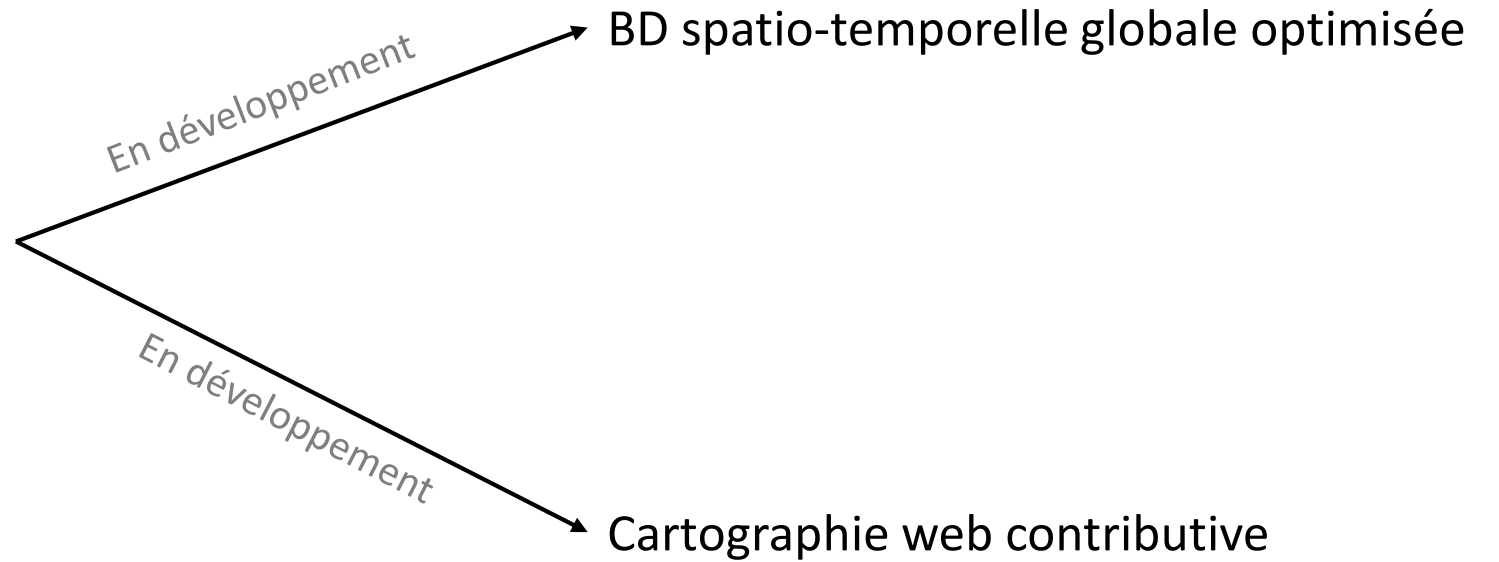 En développement
BD spatio-temporelle globale optimisée
En développement
Cartographie web contributive